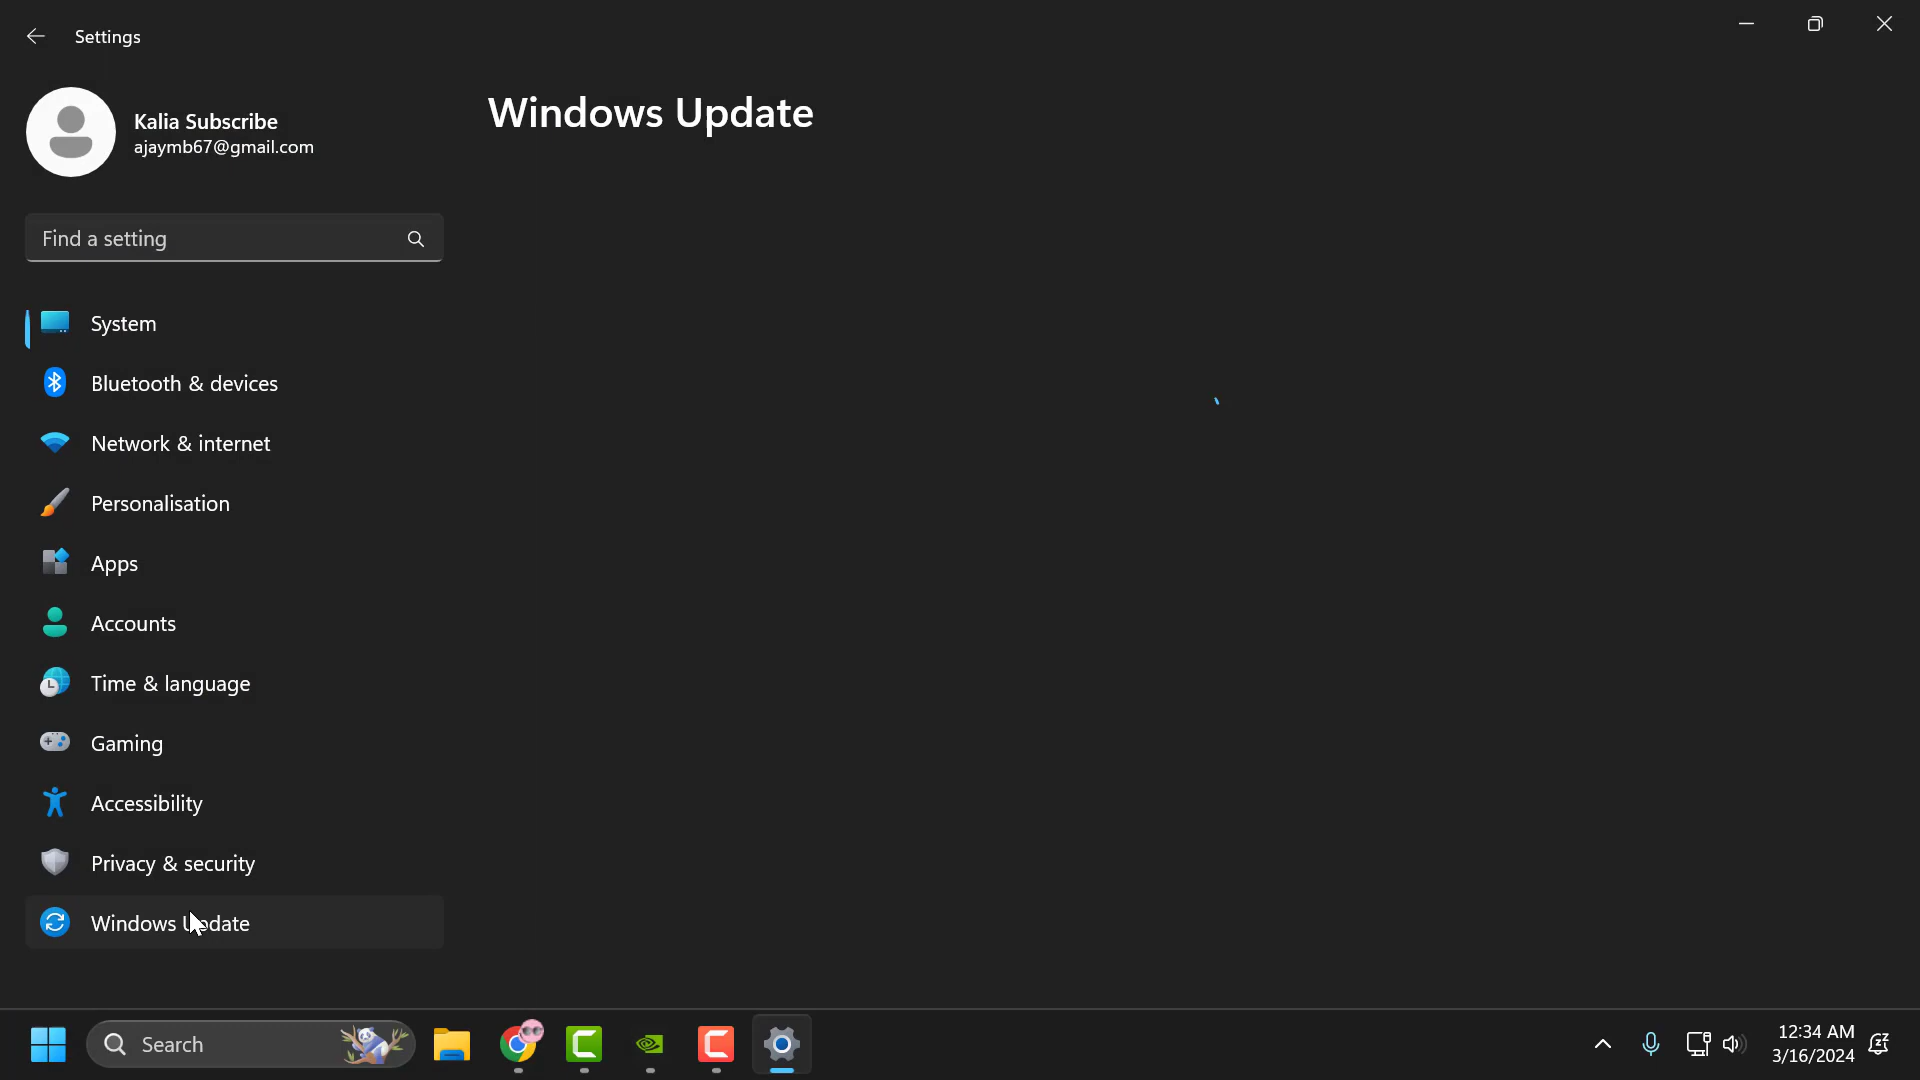 Settings
Kalia Subscribe
ajaymb67@gmail.com
Windows Update
Find a setting
System
Bluetooth & devices
Network & internet
Personalisation
Apps
Accounts
Time & language
Gaming
Accessibility
Privacy & security
Windows Update
Search
12:34 AM
3/16/2024